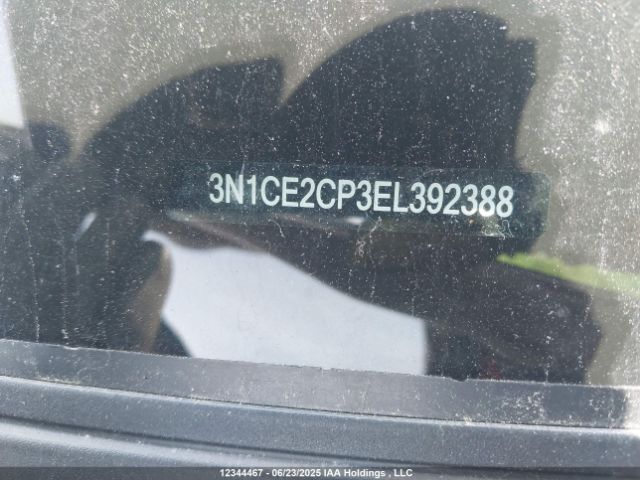 3N1CE2CP3EL392388
12344467 - 06/23/2025 IAA Holdings , LLC